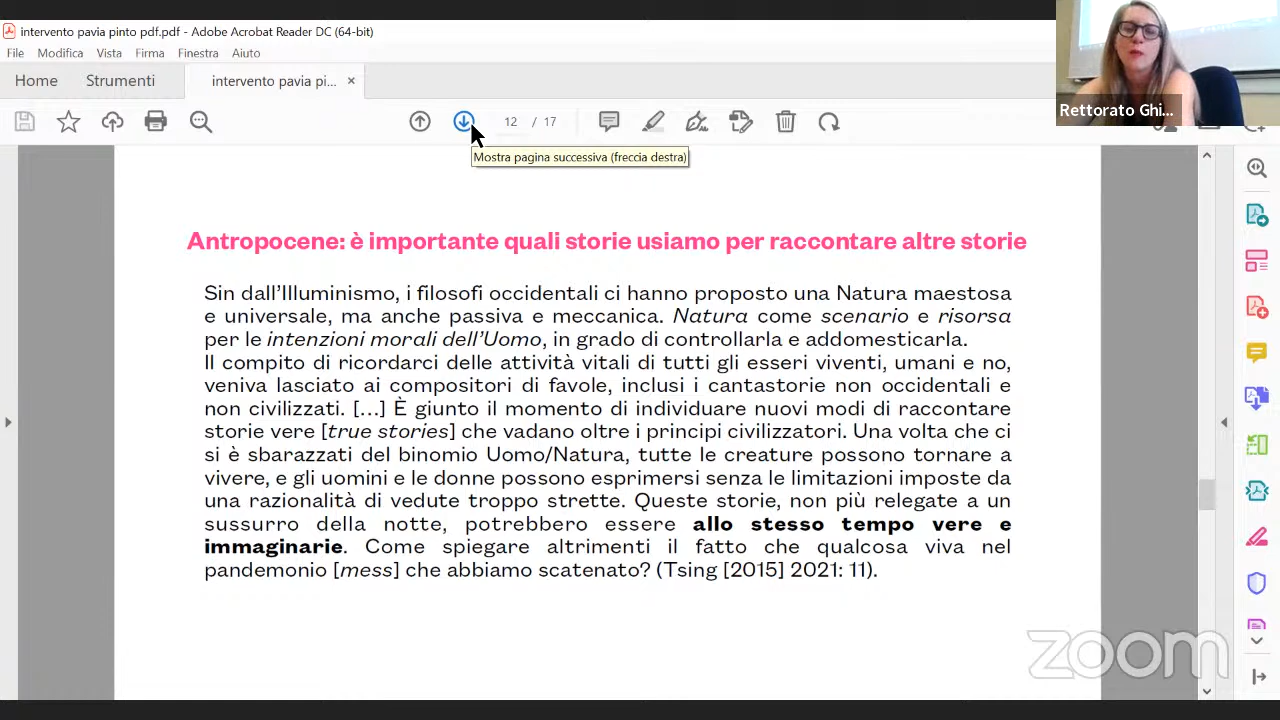 intervento pavia pinto pdf.pdf - Adobe Acrobat Reader DC (64-bit)
File Modifica Vista Firma Finestra Aiuto
Home Strumenti intervento pavia pi... ×
12 / 17
Mostra pagina successiva (freccia destra)
Rettorato Ghi...
Antropocene: è importante quali storie usiamo per raccontare altre storie
Sin dall’Illuminismo, i filosofi occidentali ci hanno proposto una Natura maestosa
e universale, ma anche passiva e meccanica. Natura come scenario e risorsa
per le intenzioni morali dell’Uomo, in grado di controllarla e addomesticarla.
Il compito di ricordarci delle attività vitali di tutti gli esseri viventi, umani e no,
veniva lasciato ai compositori di favole, inclusi i cantastorie non occidentali e
non civilizzati. [...] È giunto il momento di individuare nuovi modi di raccontare
storie vere [true stories] che vadano oltre i principi civilizzatori. Una volta che ci
si è sbarazzati del binomio Uomo/Natura, tutte le creature possono tornare a
vivere, e gli uomini e le donne possono esprimersi senza le limitazioni imposte da
una razionalità di vedute troppo strette. Queste storie, non più relegate a un
sussurro della notte, potrebbero essere allo stesso tempo vere e
immaginarie. Come spiegare altrimenti il fatto che qualcosa viva nel
pandemonio [mess] che abbiamo scatenato? (Tsing [2015] 2021: 11).
zoom